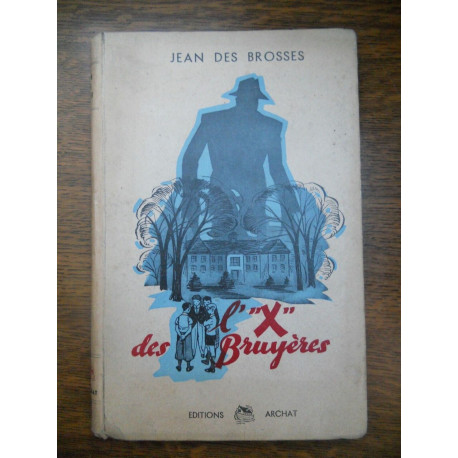 JEAN DES BROSSES
l' "X"
des Bruyères
EDITIONS ARCHAT